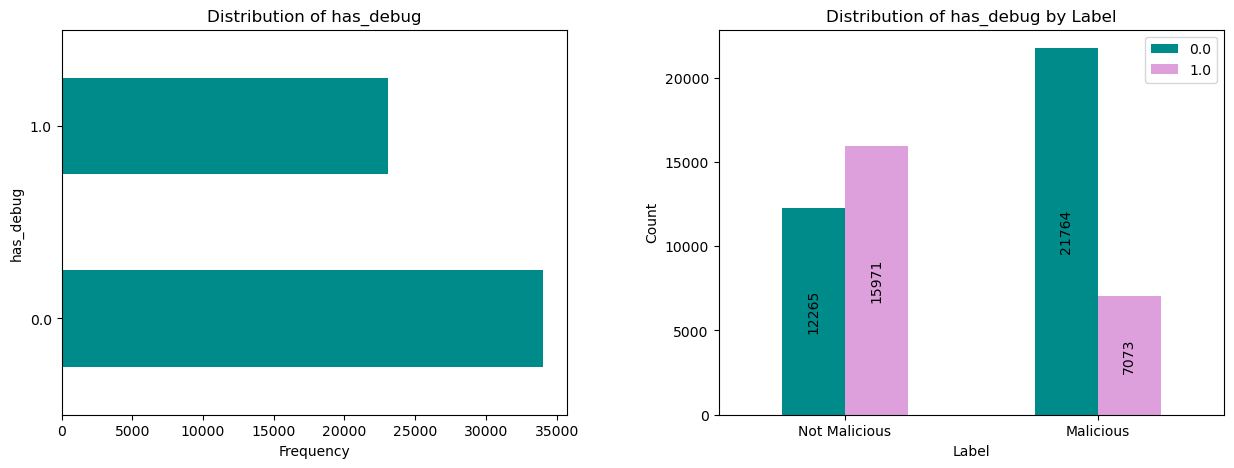 Distribution of has_debug
1.0
0.0
has_debug
0
5000
10000
15000
20000
25000
30000
35000
Frequency
Distribution of has_debug by Label
0.0
1.0
20000
15000
10000
5000
0
Count
12265
15971
21764
7073
Not Malicious
Malicious
Label